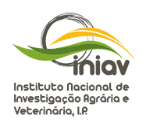 iniav
Instituto Nacional de
Investigação Agrária e
Veterinária, I.P.